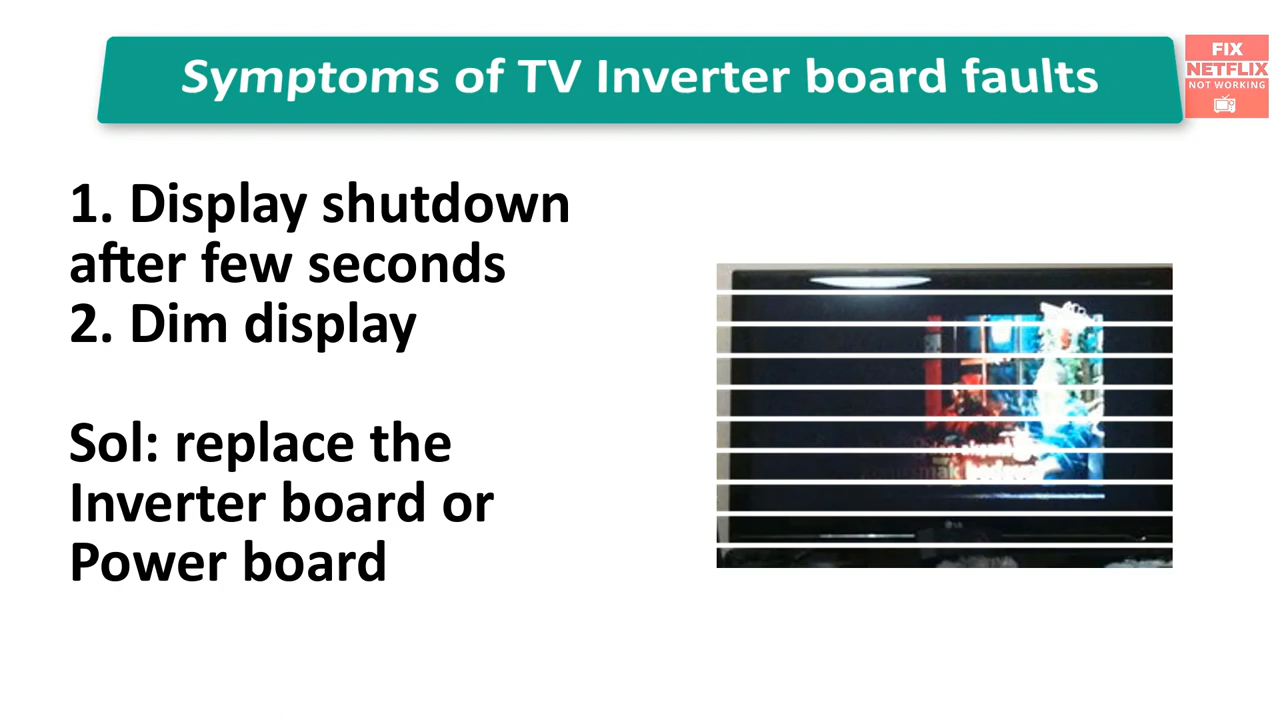 Symptoms of TV Inverter board faults
FIX
NETFLIX
NOT WORKING
1. Display shutdown
after few seconds
2. Dim display
Sol: replace the
Inverter board or
Power board
LG